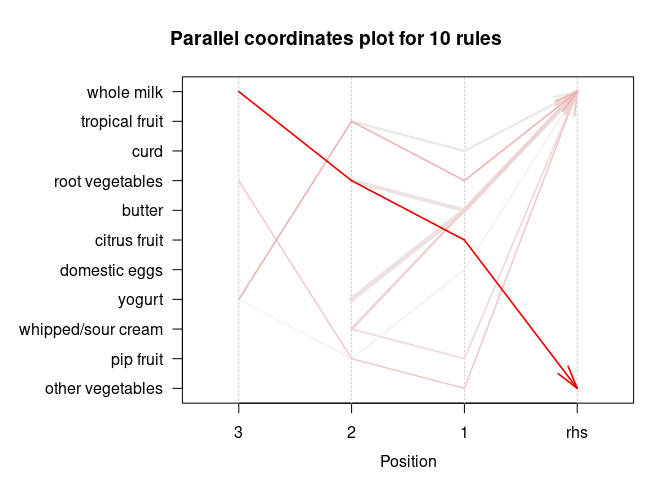 Parallel coordinates plot for 10 rules
whole milk
tropical fruit
curd
root vegetables
butter
citrus fruit
domestic eggs
yogurt
whipped/sour cream
pip fruit
other vegetables
3 2 1 rhs
Position